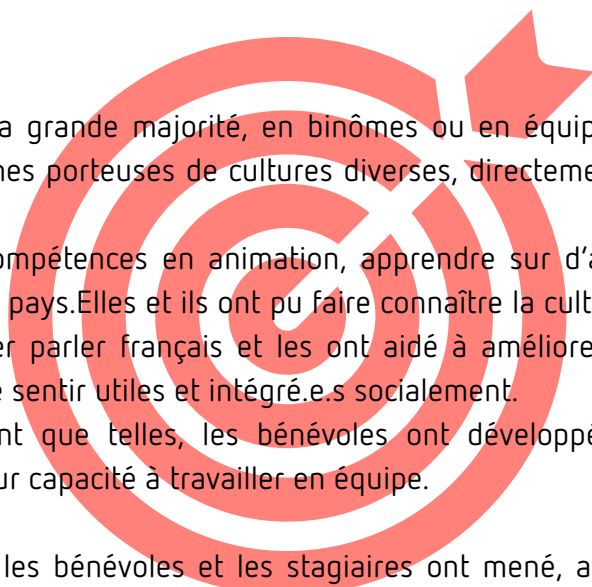 a grande majorité, en binômes ou en équip
nes porteuses de cultures diverses, directeme
ompétences en animation, apprendre sur d'a
pays.Elles et ils ont pu faire connaître la cult
er parler français et les ont aidé à améliore
e sentir utiles et intégré.e.s socialement.
nt que telles, les bénévoles ont développé
ur capacité à travailler en équipe.
les bénévoles et les stagiaires ont mené, a